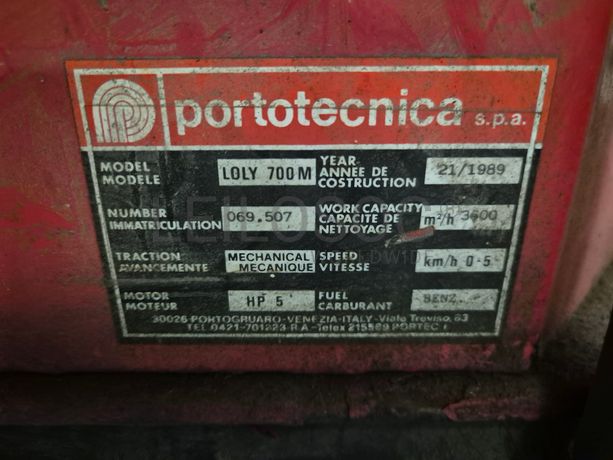 portotecnica s.p.a.
MODEL
MODELE
LOLY 700 M
YEAR
ANNEE DE
COSTRUCTION
21/1989
NUMBER
IMMATRICULATION
069.507
WORK CAPACITY
CAPACITE DE
NETTOYAGE
m²/h 3600
TRACTION
AVANCEMENTE
MECHANICAL
MECANIQUE
SPEED
VITESSE
km/h 0-5
MOTOR
MOTEUR
HP 5
FUEL
CARBURANT
BENZ.
30026 PORTOGRUARO-VENEZIA-ITALY-Viale Treviso, 63
TEL 0421-701223 R.A.-Telex 215569 PORTEC